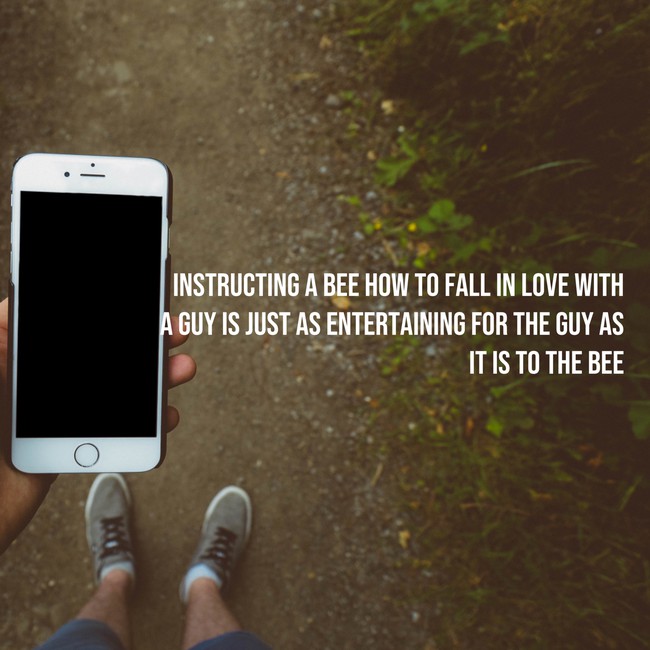 INSTRUCTING A BEE HOW TO FALL IN LOVE WITH
A GUY IS JUST AS ENTERTAINING FOR THE GUY AS
IT IS TO THE BEE